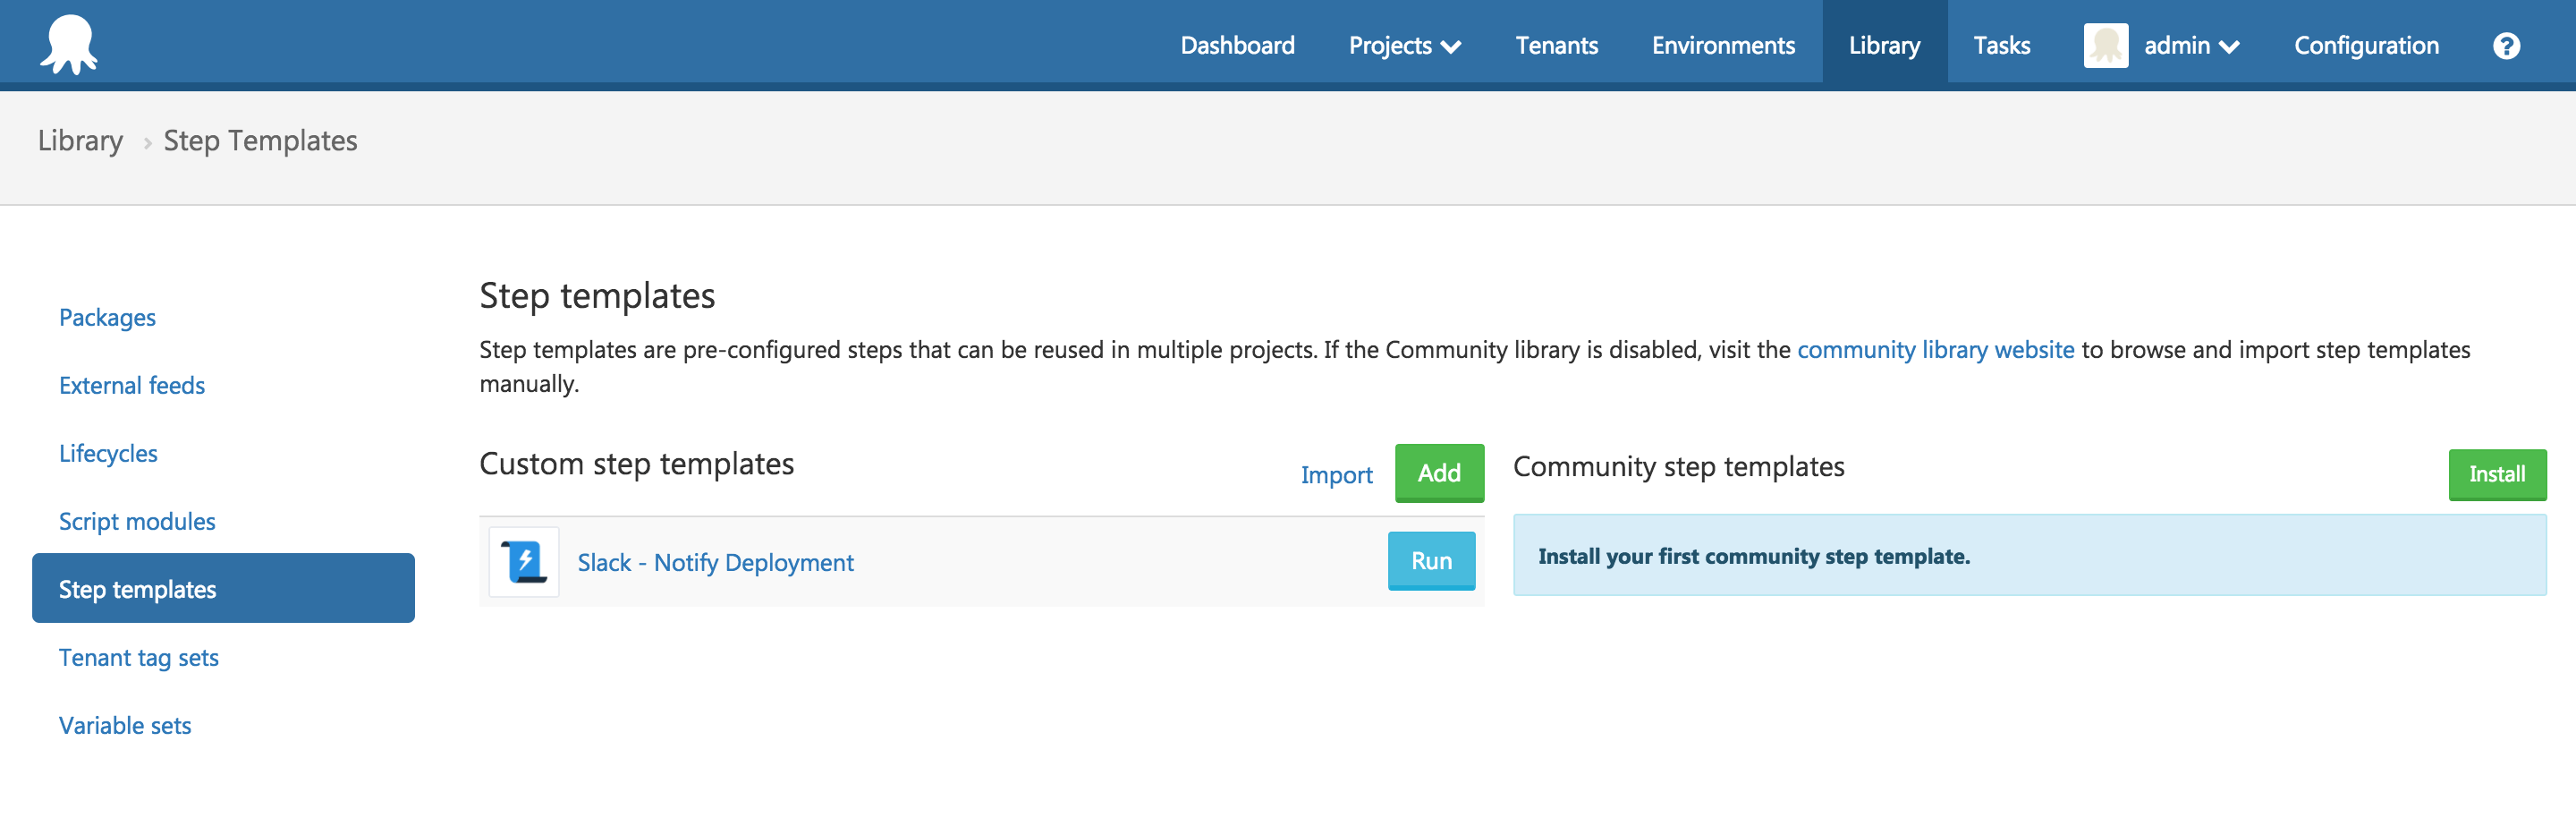 Dashboard Projects Tenants Environments Library Tasks admin Configuration ?
Library › Step Templates
Packages
External feeds
Lifecycles
Script modules
Step templates
Tenant tag sets
Variable sets
Step templates
Step templates are pre-configured steps that can be reused in multiple projects. If the Community library is disabled, visit the community library website to browse and import step templates
manually.
Custom step templates Import Add
Slack - Notify Deployment Run
Community step templates Install
Install your first community step template.